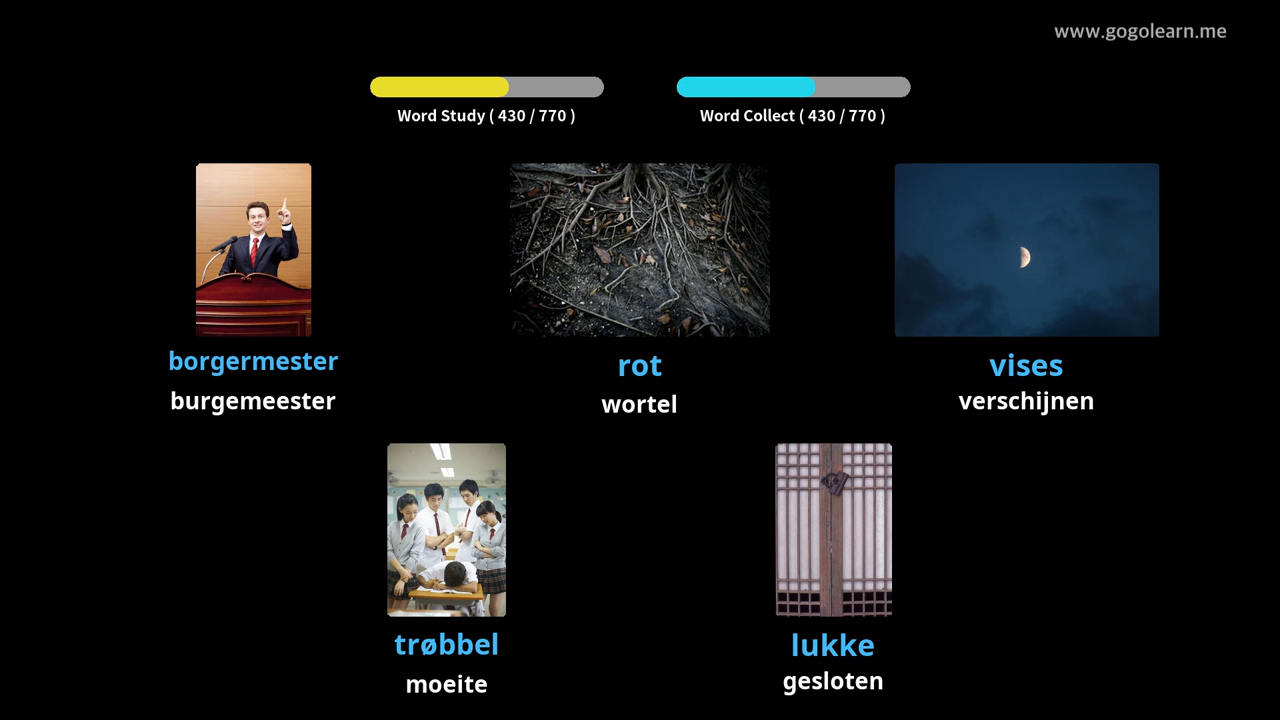 www.gogolearn.me
Word Study ( 430 / 770 )
Word Collect ( 430 / 770 )
borgermester
burgemeester
rot
wortel
vises
verschijnen
trøbbel
moeite
lukke
gesloten